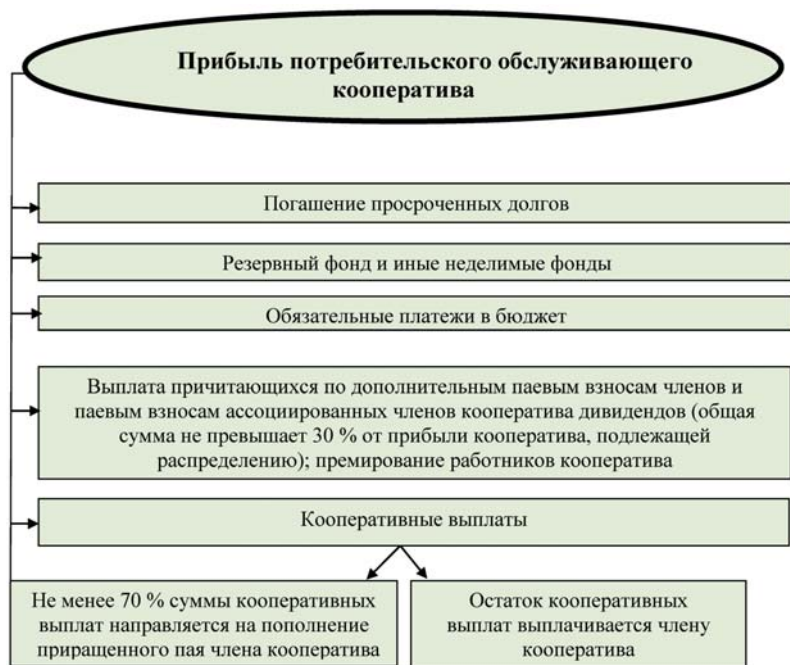 Прибыль потребительского обслуживающего
кооператива
Погашение просроченных долгов
Резервный фонд и иные неделимые фонды
Обязательные платежи в бюджет
Выплата причитающихся по дополнительным паевым взносам членов и
паевым взносам ассоциированных членов кооператива дивидендов (общая
сумма не превышает 30 % от прибыли кооператива, подлежащей
распределению); премирование работников кооператива
Кооперативные выплаты
Не менее 70 % суммы кооперативных
выплат направляется на пополнение
приращенного пая члена кооператива
Остаток кооперативных
выплат выплачивается члену
кооператива